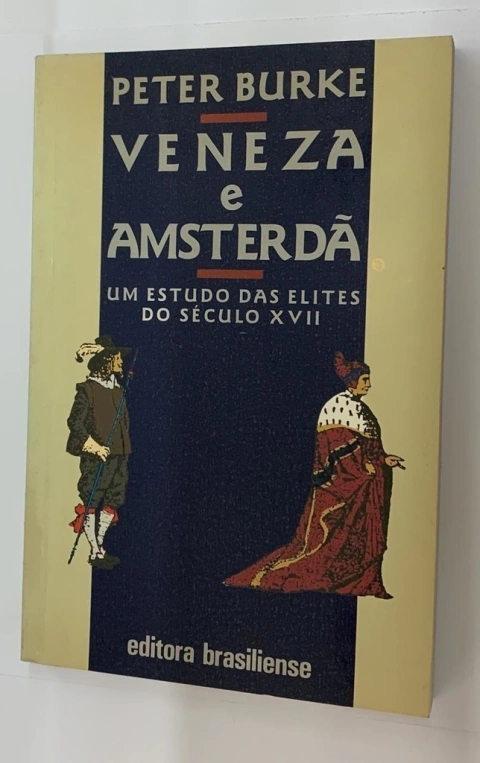 PETER BURKE
VENEZA
e
AMSTERDÃ
UM ESTUDO DAS ELITES
DO SÉCULO XVII
editora brasiliense